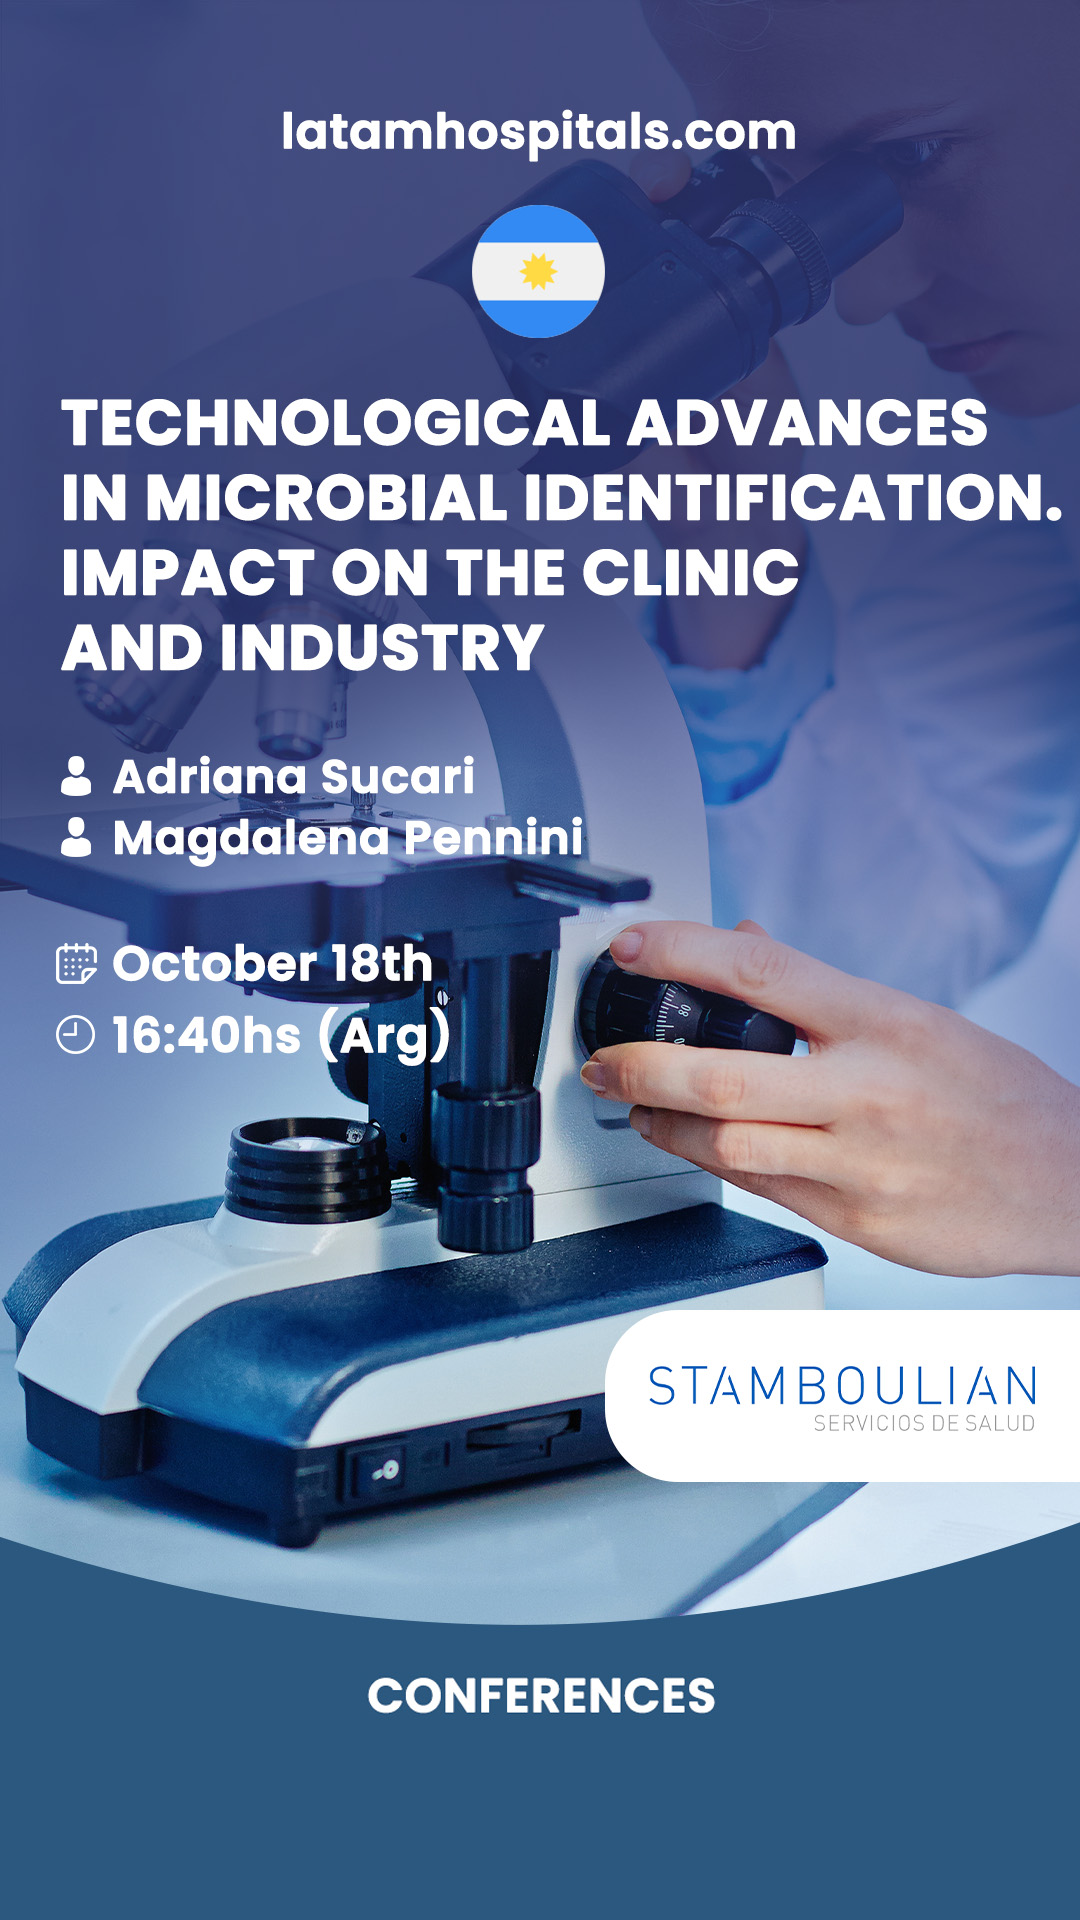 latamhospitals.com
TECHNOLOGICAL ADVANCES
IN MICROBIAL IDENTIFICATION.
IMPACT ON THE CLINIC
AND INDUSTRY
Adriana Sucari
Magdalena Pennini
October 18th
16:40hs (Arg)
STAMBOULIAN
SERVICIOS DE SALUD
CONFERENCES